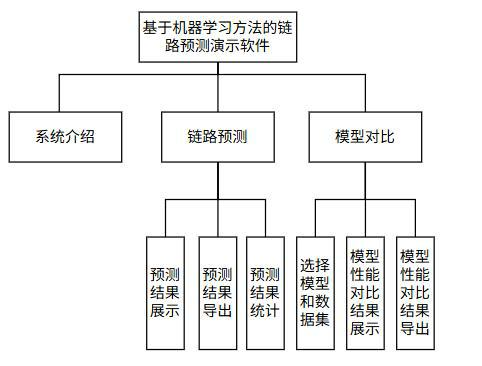 基于机器学习方法的链
路预测演示软件
系统介绍
链路预测
模型对比
预测
结果
展示
预测
结果
导出
预测
结果
统计
选择
模型
和数
据集
模型
性能
对比
结果
展示
模型
性能
对比
结果
导出